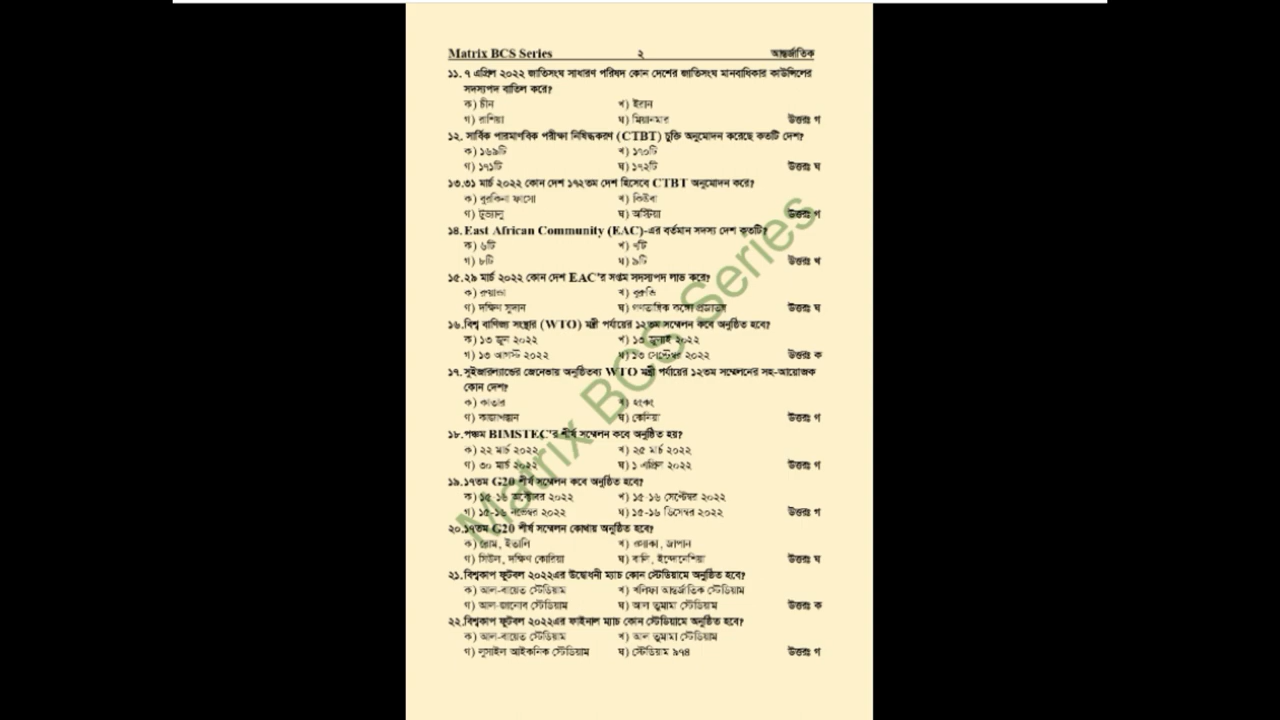 Matrix BCS Series ২ আন্তর্জাতিক
১১. ৭ এপ্রিল ২০২২ জাতিসংঘ সাধারণ পরিষদ কোন দেশের জাতিসংঘ মানবাধিকার কাউন্সিলের
সদস্যপদ বাতিল করে?
ক) চীন খ) ইরান
গ) রাশিয়া ঘ) মিয়ানমার উত্তরঃ গ
১২. সার্বিক পারমাণবিক পরীক্ষা নিষিদ্ধকরণ (CTBT) চুক্তি অনুমোদন করেছে কতটি দেশ?
ক) ১৬৯টি খ) ১৭০টি
গ) ১৭১টি ঘ) ১৭২টি উত্তরঃ ঘ
১৩.৩১ মার্চ ২০২২ কোন দেশ ১৭২তম দেশ হিসেবে CTBT অনুমোদন করে?
ক) বুরকিনা ফাসো খ) কিউবা
গ) টুভ্যালু ঘ) অস্ট্রিয়া উত্তরঃ গ
১৪. East African Community (EAC)-এর বর্তমান সদস্য দেশ কতটি?
ক) ৬টি খ) ৭টি
গ) ৮টি ঘ) ৯টি উত্তরঃ খ
১৫.২৯ মার্চ ২০২২ কোন দেশ EAC'র সপ্তম সদস্যপদ লাভ করে?
ক) রুয়ান্ডা খ) বুরুন্ডি
গ) দক্ষিণ সুদান ঘ) গণতান্ত্রিক কঙ্গো প্রজাতন্ত্র উত্তরঃ ঘ
১৬.বিশ্ব বাণিজ্য সংস্থার (WTO) মন্ত্রী পর্যায়ের ১২তম সম্মেলন কবে অনুষ্ঠিত হবে?
ক) ১৩ জুন ২০২২ খ) ১৩ জুলাই ২০২২
গ) ১৩ আগস্ট ২০২২ ঘ) ১৩ সেপ্টেম্বর ২০২২ উত্তরঃ ক
১৭. সুইজারল্যান্ডের জেনেভায় অনুষ্ঠিতব্য WTO মন্ত্রী পর্যায়ের ১২তম সম্মেলনের সহ-আয়োজক
কোন দেশ?
ক) কাতার খ) হংকং
গ) কাজাখস্তান ঘ) কেনিয়া উত্তরঃ গ
১৮.পঞ্চম BIMSTEC'র শীর্ষ সম্মেলন কবে অনুষ্ঠিত হয়?
ক) ২২ মার্চ ২০২২ খ) ২৫ মার্চ ২০২২
গ) ৩০ মার্চ ২০২২ ঘ) ১ এপ্রিল ২০২২ উত্তরঃ গ
১৯.১৭তম G20 শীর্ষ সম্মেলন কবে অনুষ্ঠিত হবে?
ক) ১৫-১৬ অক্টোবর ২০২২ খ) ১৫-১৬ সেপ্টেম্বর ২০২২
গ) ১৫-১৬ নভেম্বর ২০২২ ঘ) ১৫-১৬ ডিসেম্বর ২০২২ উত্তরঃ গ
২০.১৭তম G20 শীর্ষ সম্মেলন কোথায় অনুষ্ঠিত হবে?
ক) রোম, ইতালি খ) ওসাকা, জাপান
গ) সিউল, দক্ষিণ কোরিয়া ঘ) বালি, ইন্দোনেশিয়া উত্তরঃ ঘ
২১.বিশ্বকাপ ফুটবল ২০২২এর উদ্বোধনী ম্যাচ কোন স্টেডিয়ামে অনুষ্ঠিত হবে?
ক) আল-বায়েত স্টেডিয়াম খ) খলিফা আন্তর্জাতিক স্টেডিয়াম
গ) আল-জানোব স্টেডিয়াম ঘ) আল তুমামা স্টেডিয়াম উত্তরঃ ক
২২.বিশ্বকাপ ফুটবল ২০২২এর ফাইনাল ম্যাচ কোন স্টেডিয়ামে অনুষ্ঠিত হবে?
ক) আল-বায়েত স্টেডিয়াম খ) আল তুমামা স্টেডিয়াম
গ) লুসাইল আইকনিক স্টেডিয়াম ঘ) স্টেডিয়াম ৯৭৪ উত্তরঃ গ
Matrix BCS Series